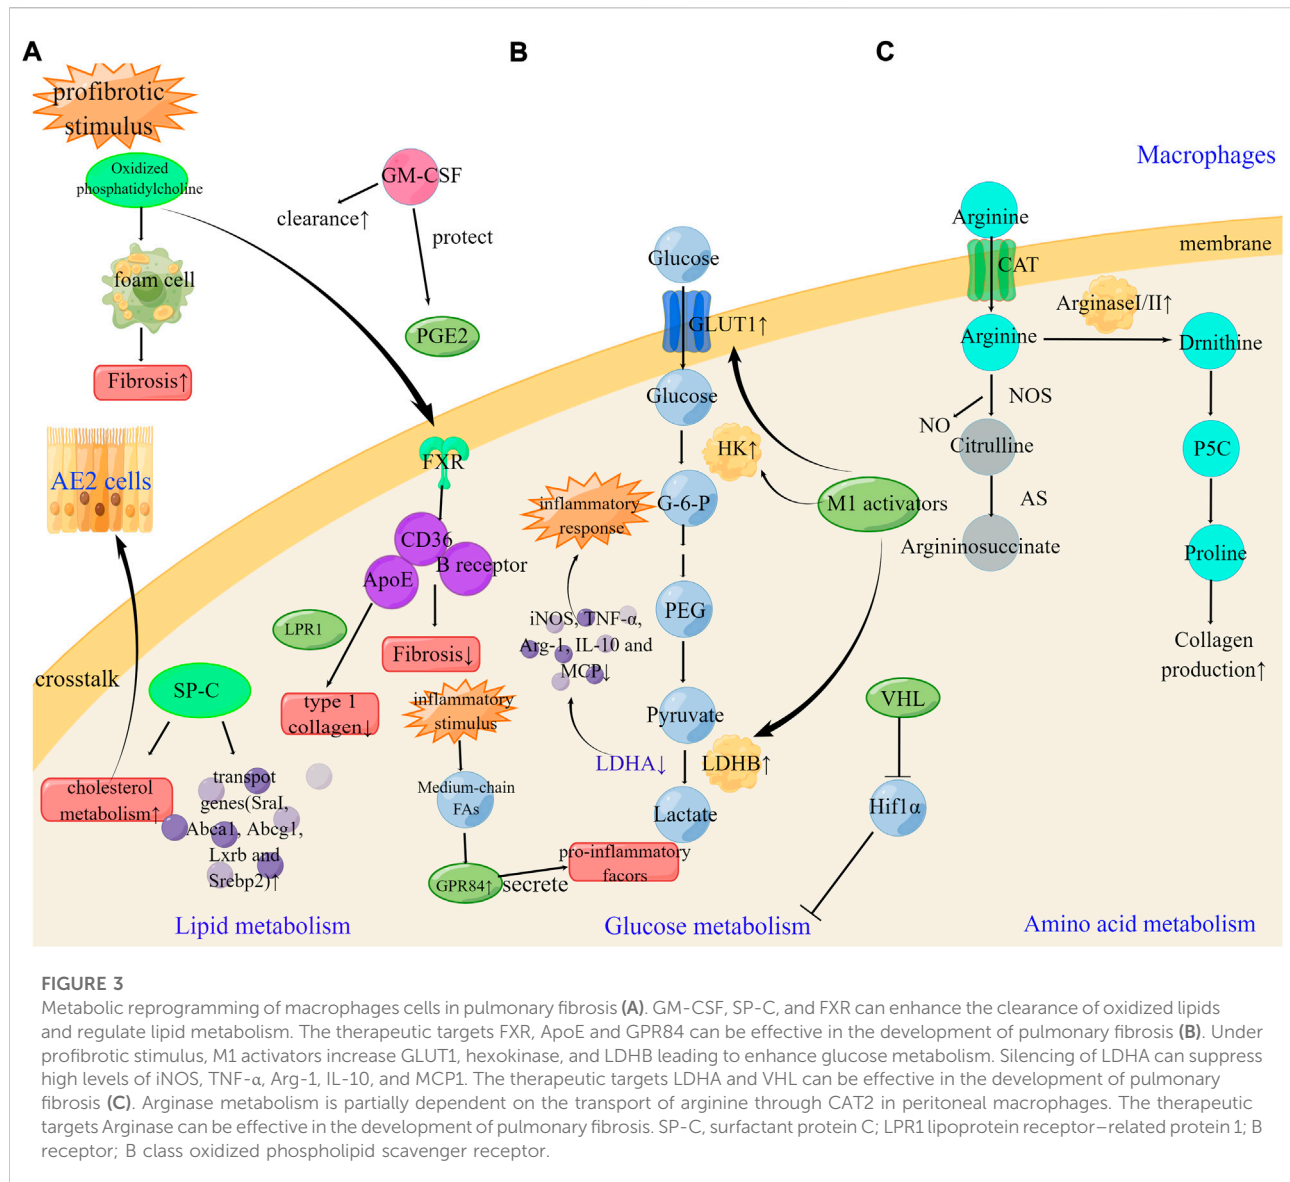 A
B
C
profibrotic
stimulus
Oxidized
phosphatidylcholine
foam cell
Fibrosis↑
AE2 cells
crosstalk
SP-C
cholesterol
metabolism↑
transpot
genes(SraI,
Abca1, Abcg1,
Lxrb and
Srebp2)↑
GM-CSF
clearance↑
protect
PGE2
FXR
CD36
B receptor
ApoE
LPR1
Fibrosis↓
type 1
collagen↓
inflammatory
stimulus
Medium-chain
FAs
GPR84↑
secrete
pro-inflammatory
facors
Lipid metabolism
Glucose
GLUT1↑
Glucose
HK↑
G-6-P
M1 activators
inflammatory
response
PEG
iNOS, TNF-α,
Arg-1, IL-10 and
MCP↓
Pyruvate
LDHA↓
LDHB↑
Lactate
VHL
Hif1α
Glucose metabolism
Macrophages
membrane
Arginine
CAT
ArginaseI/II↑
Arginine
Drnithine
NOS
NO
Citrulline
P5C
AS
Argininosuccinate
Proline
Collagen
production↑
Amino acid metabolism
FIGURE 3
Metabolic reprogramming of macrophages cells in pulmonary fibrosis (A). GM-CSF, SP-C, and FXR can enhance the clearance of oxidized lipids
and regulate lipid metabolism. The therapeutic targets FXR, ApoE and GPR84 can be effective in the development of pulmonary fibrosis (B). Under
profibrotic stimulus, M1 activators increase GLUT1, hexokinase, and LDHB leading to enhance glucose metabolism. Silencing of LDHA can suppress
high levels of iNOS, TNF-α, Arg-1, IL-10, and MCP1. The therapeutic targets LDHA and VHL can be effective in the development of pulmonary
fibrosis (C). Arginase metabolism is partially dependent on the transport of arginine through CAT2 in peritoneal macrophages. The therapeutic
targets Arginase can be effective in the development of pulmonary fibrosis. SP-C, surfactant protein C; LPR1 lipoprotein receptor–related protein 1; B
receptor; B class oxidized phospholipid scavenger receptor.